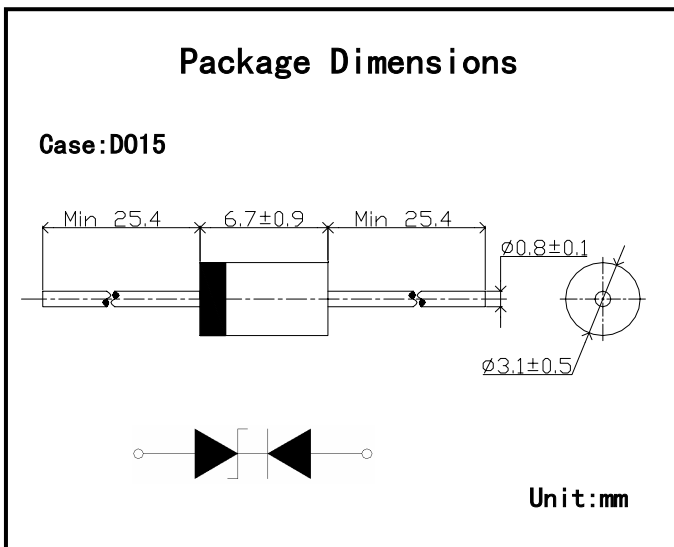 Package Dimensions
Case:DO15
Min 25.4
6.7±0.9
Min 25.4
Ø0.8±0.1
Ø3.1±0.5
Unit:mm